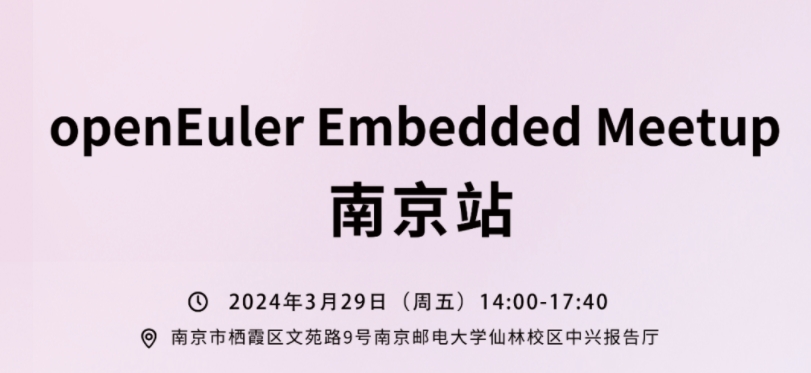 openEuler Embedded Meetup
南京站
2024年3月29日（周五）14:00-17:40
南京市栖霞区文苑路9号南京邮电大学仙林校区中兴报告厅